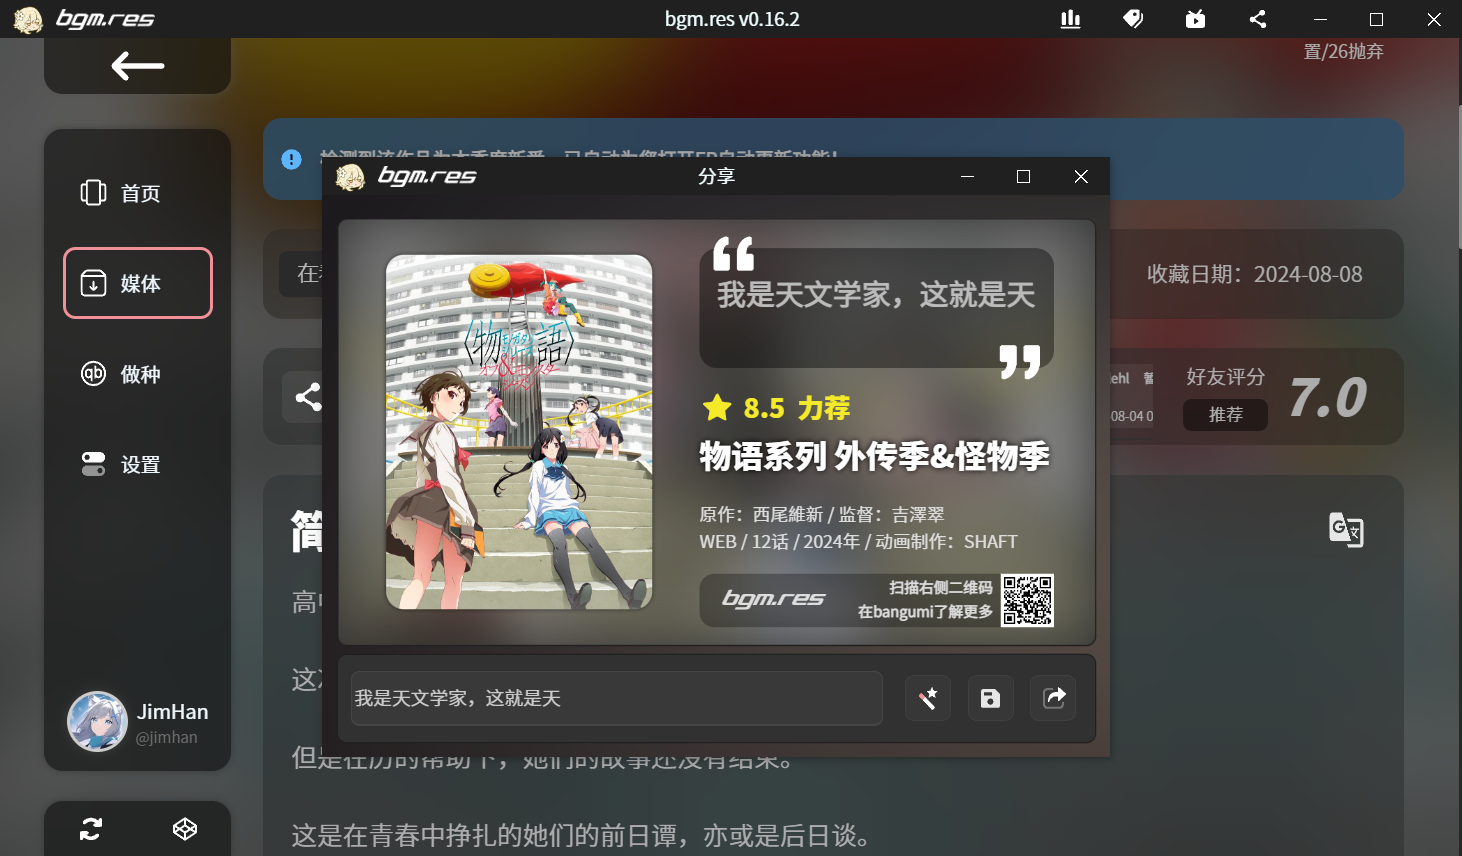 bgm.res
bgm.res v0.16.2
置/26抛弃
首页
媒体
做种
设置
JimHan
@jimhan
收藏日期：2024-08-08
好友评分
推荐
7.0
08-04 0
bgm.res
分享
我是天文学家，这就是天
8.5 力荐
物语系列 外传季&怪物季
原作：西尾維新 / 监督：吉澤翠
WEB / 12话 / 2024年 / 动画制作：SHAFT
bgm.res
扫描右侧二维码
在bangumi了解更多
〈物語〉
我是天文学家，这就是天
简
高
这
但是在历的帮助下，她们的故事还没有结束。
这是在青春中挣扎的她们的前日谭，亦或是后日谈。